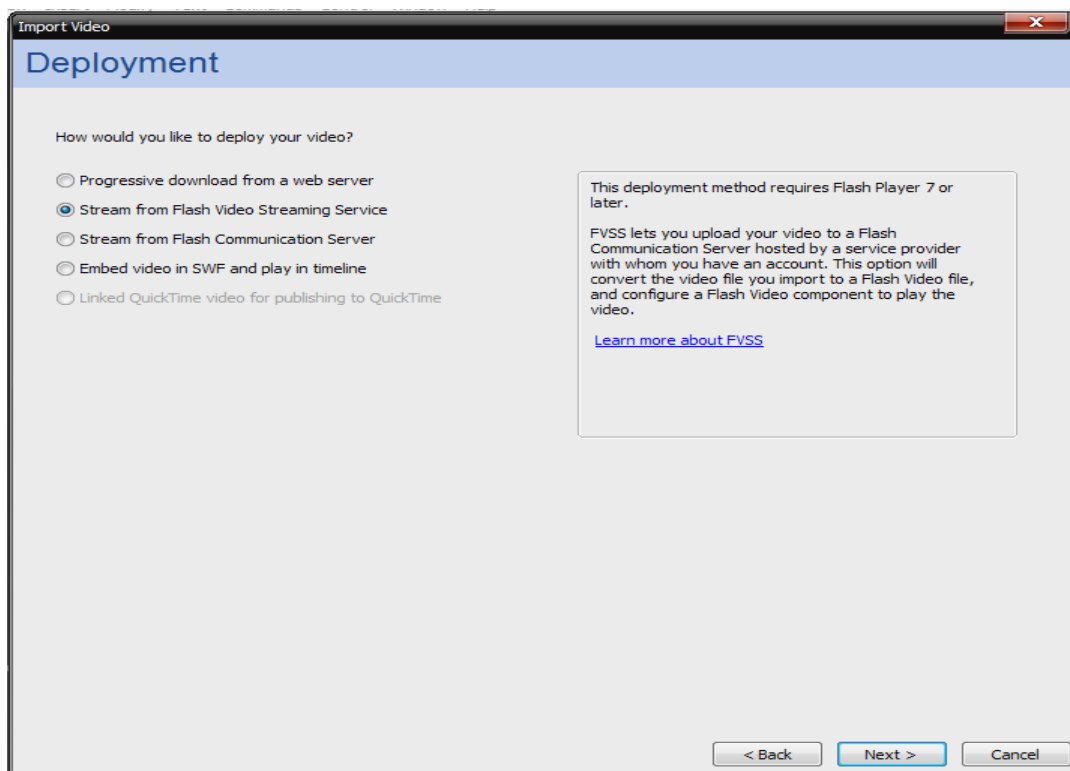 Import Video
Deployment
How would you like to deploy your video?
Progressive download from a web server
Stream from Flash Video Streaming Service
Stream from Flash Communication Server
Embed video in SWF and play in timeline
Linked QuickTime video for publishing to QuickTime
This deployment method requires Flash Player 7 or
later.
FVSS lets you upload your video to a Flash
Communication Server hosted by a service provider
with whom you have an account. This option will
convert the video file you import to a Flash Video file,
and configure a Flash Video component to play the
video.
Learn more about FVSS
< Back
Next >
Cancel